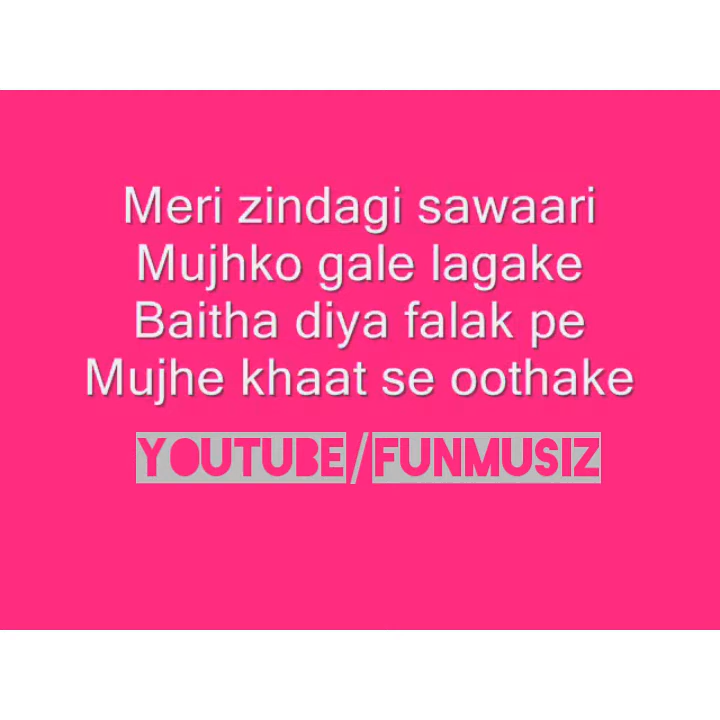 Meri zindagi sawaari
Mujhko gale lagake
Baitha diya falak pe
Mujhe khaat se oothake
YOUTUBE/FUNMUSIZ